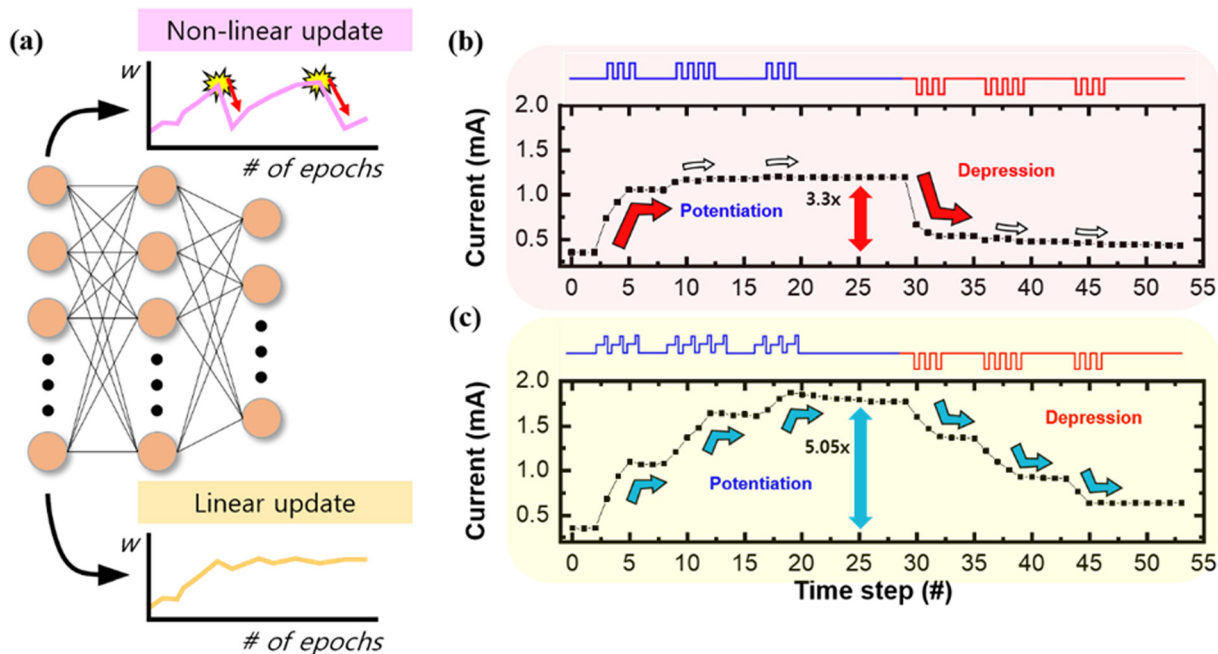 (a)
Non-linear update
w
# of epochs
Linear update
w
# of epochs
(b)
Current (mA)
2.0
1.5
1.0
0.5
Potentiation
3.3x
Depression
0 5 10 15 20 25 30 35 40 45 50 55
(c)
Current (mA)
2.0
1.5
1.0
0.5
Potentiation
5.05x
Depression
0 5 10 15 20 25 30 35 40 45 50 55
Time step (#)